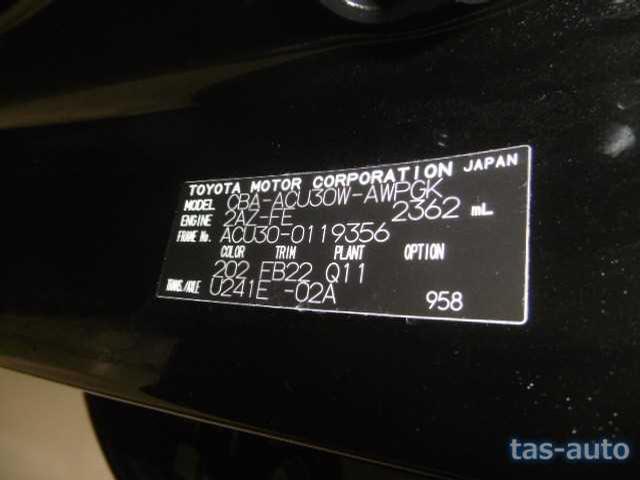 TOYOTA MOTOR CORPORATION JAPAN
MODEL CBA-ACU30W-AWPGK
ENGINE 2AZ-FE 2362 mL
FRAME No. ACU30-0119356
COLOR TRIM PLANT OPTION
202 FB22 Q11
TRANS./AXLE U241E -02A 958
tas-auto